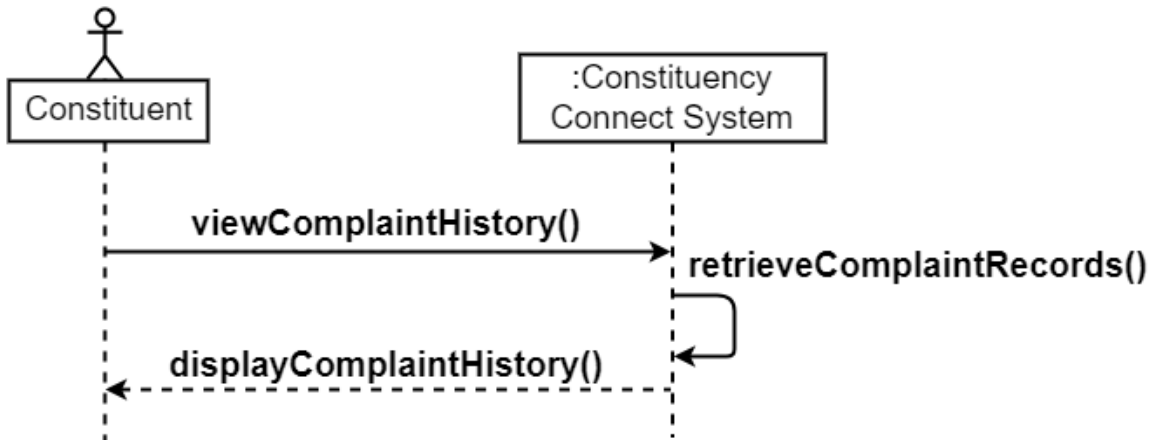 Constituent
:Constituency
Connect System
viewComplaintHistory()
retrieveComplaintRecords()
displayComplaintHistory()